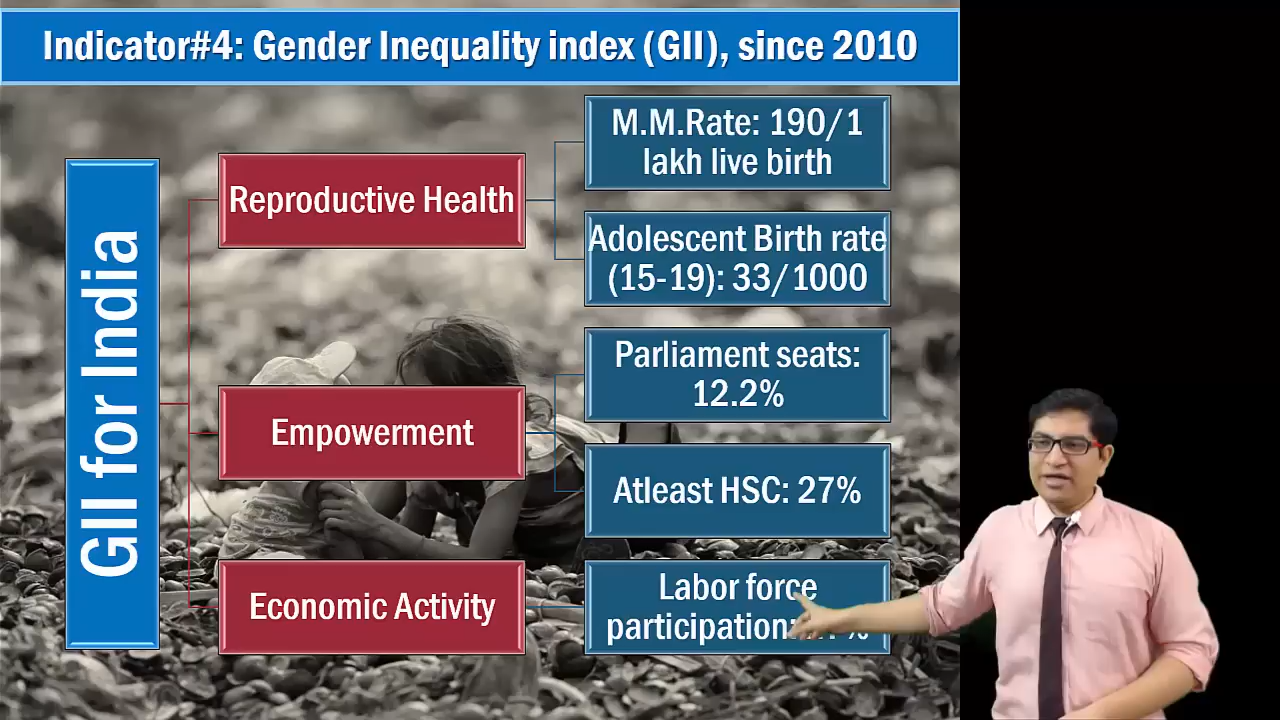 Indicator#4: Gender Inequality index (GII), since 2010
GII for India
Reproductive Health
M.M.Rate: 190/1
lakh live birth
Adolescent Birth rate
(15-19): 33/1000
Empowerment
Parliament seats:
12.2%
Atleast HSC: 27%
Economic Activity
Labor force
participation: %